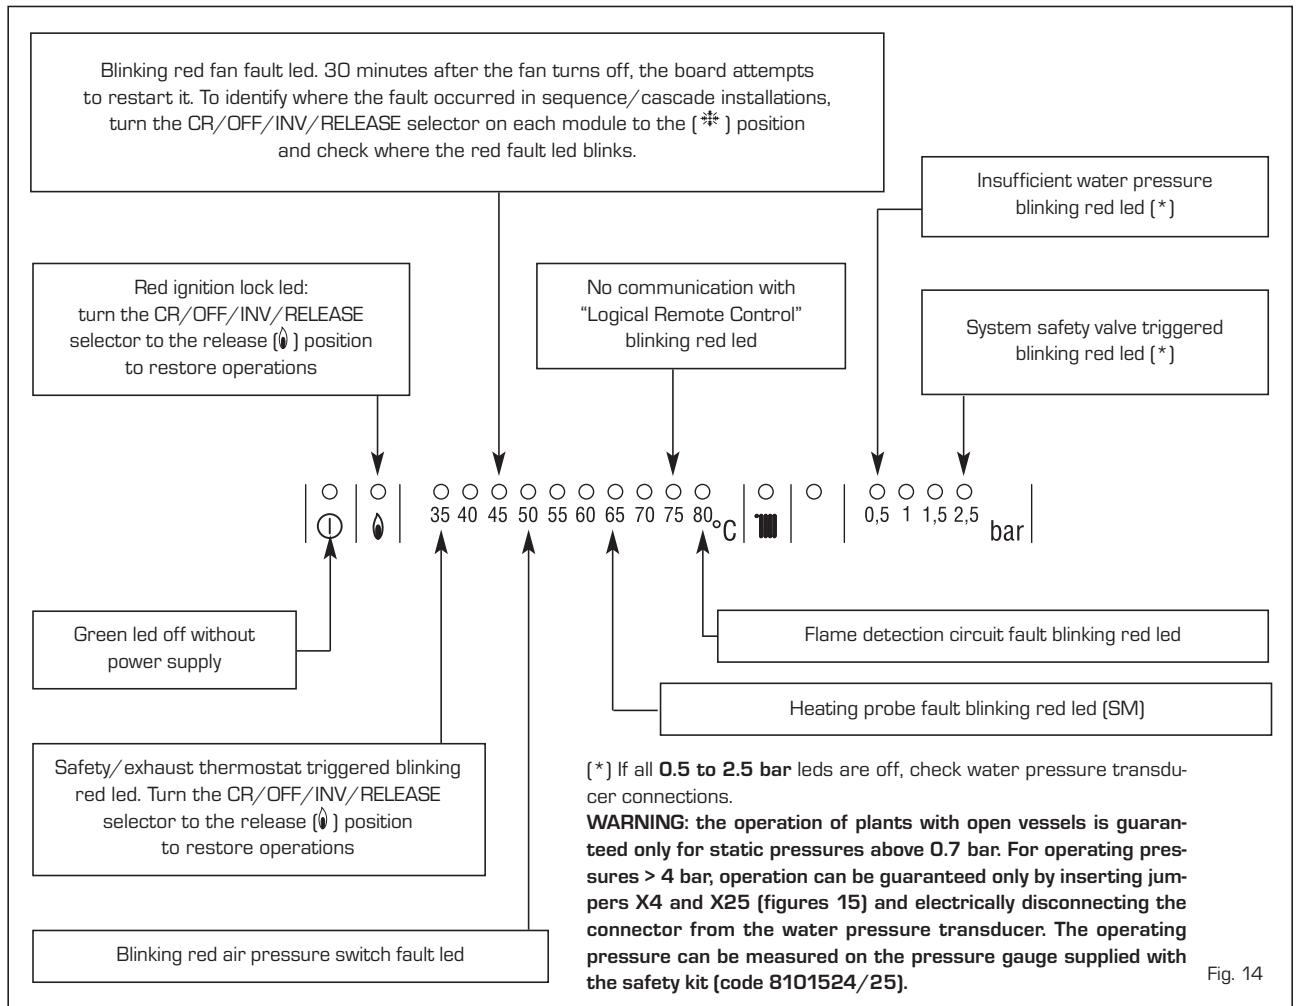 Blinking red fan fault led. 30 minutes after the fan turns off, the board attempts
to restart it. To identify where the fault occurred in sequence/cascade installations,
turn the CR/OFF/INV/RELEASE selector on each module to the ( ) position
and check where the red fault led blinks.
Insufficient water pressure
blinking red led (*)
Red ignition lock led:
turn the CR/OFF/INV/RELEASE
selector to the release ( ) position
to restore operations
No communication with
“Logical Remote Control”
blinking red led
System safety valve triggered
blinking red led (*)
35 40 45 50 55 60 65 70 75 80 °C
0,5 1 1,5 2,5 bar
Green led off without
power supply
Flame detection circuit fault blinking red led
Heating probe fault blinking red led (SM)
Safety/exhaust thermostat triggered blinking
red led. Turn the CR/OFF/INV/RELEASE
selector to the release ( ) position
to restore operations
Blinking red air pressure switch fault led
(*) If all 0.5 to 2.5 bar leds are off, check water pressure transdu-
cer connections.
WARNING: the operation of plants with open vessels is guaran-
teed only for static pressures above 0.7 bar. For operating pres-
sures > 4 bar, operation can be guaranteed only by inserting jum-
pers X4 and X25 (figures 15) and electrically disconnecting the
connector from the water pressure transducer. The operating
pressure can be measured on the pressure gauge supplied with
the safety kit (code 8101524/25).
Fig. 14